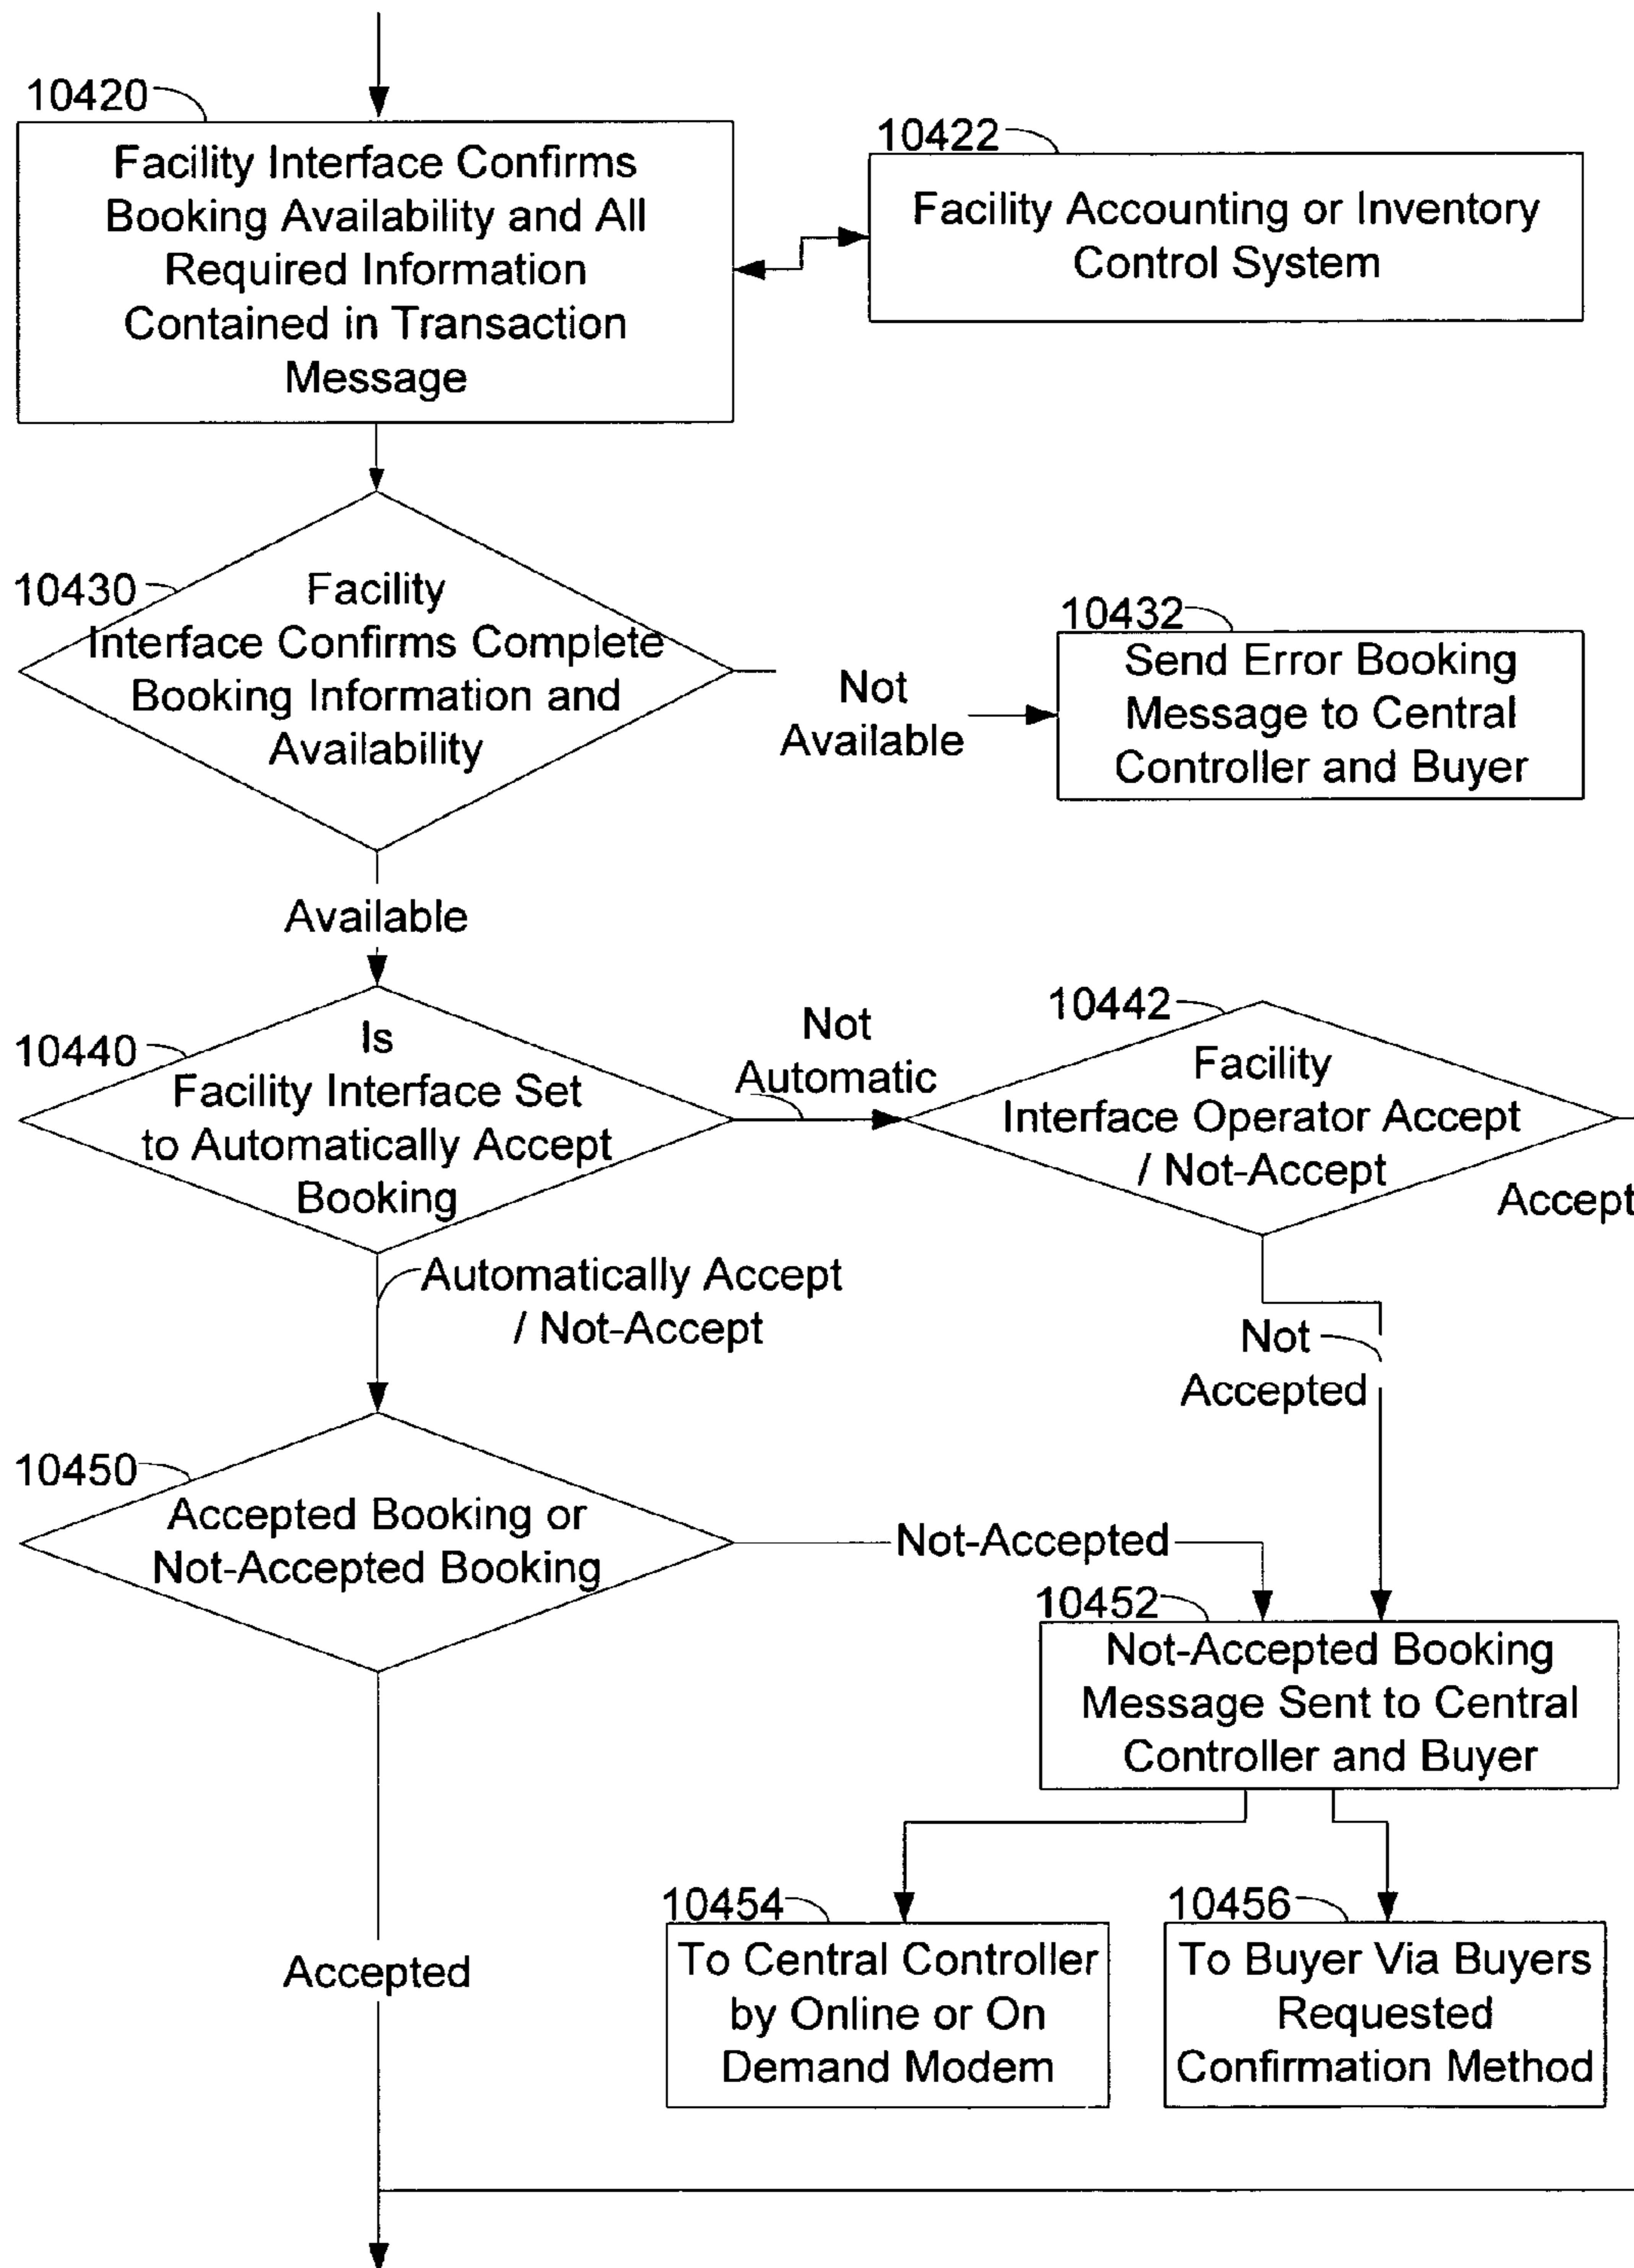 10420
Facility Interface Confirms
Booking Availability and All
Required Information
Contained in Transaction
Message
10422
Facility Accounting or Inventory
Control System
10430
Facility
Interface Confirms Complete
Booking Information and
Availability
Not
Available
10432
Send Error Booking
Message to Central
Controller and Buyer
Available
10440
Is
Facility Interface Set
to Automatically Accept
Booking
Not
Automatic
10442
Facility
Interface Operator Accept
/ Not-Accept
Accept
Automatically Accept
/ Not-Accept
Not
Accepted
10450
Accepted Booking or
Not-Accepted Booking
Not-Accepted
10452
Not-Accepted Booking
Message Sent to Central
Controller and Buyer
10454
To Central Controller
by Online or On
Demand Modem
10456
To Buyer Via Buyers
Requested
Confirmation Method
Accepted